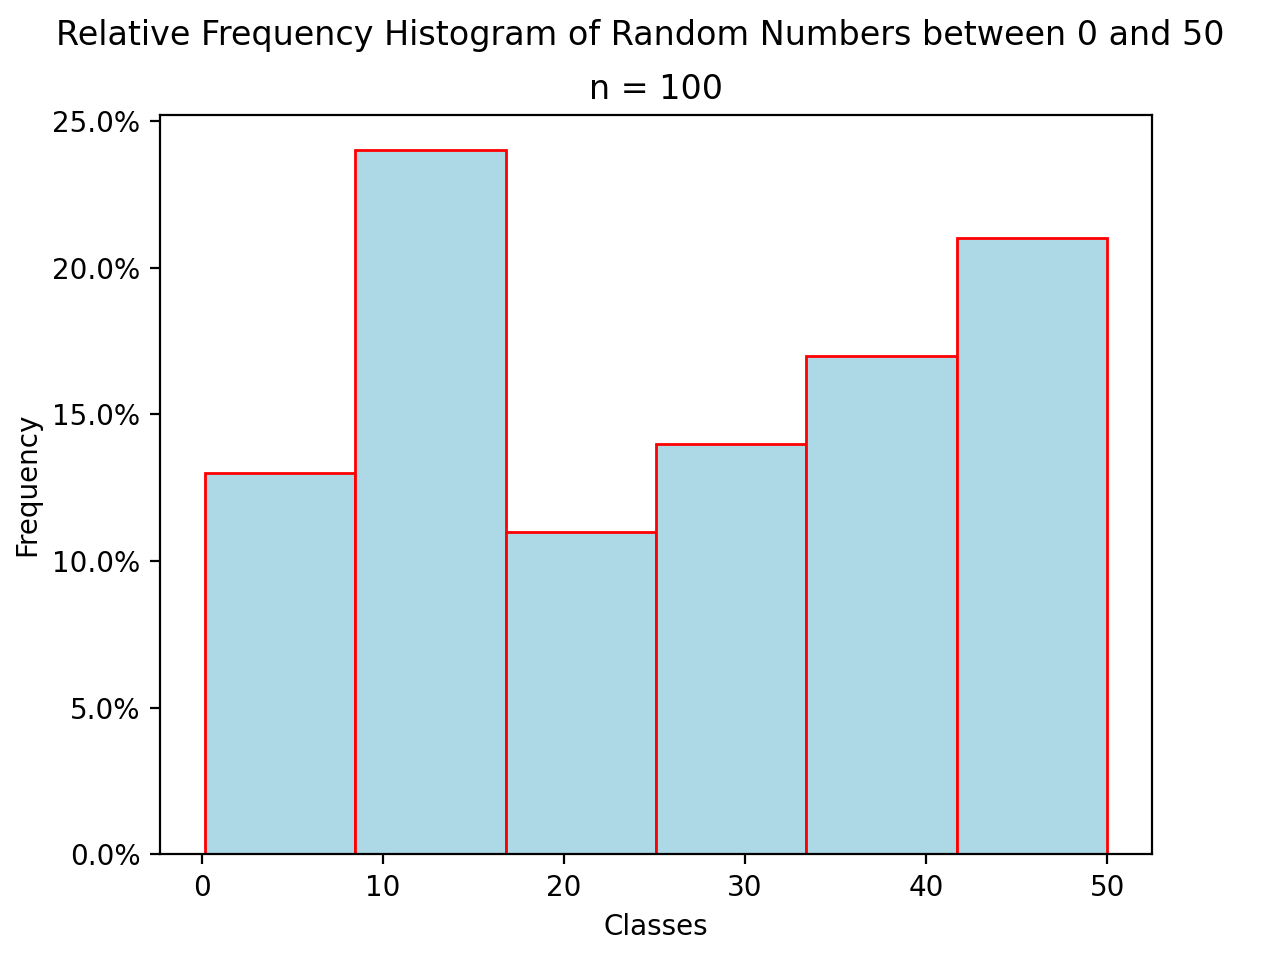 Relative Frequency Histogram of Random Numbers between 0 and 50
n = 100
25.0%
20.0%
15.0%
10.0%
5.0%
0.0%
Frequency
0 10 20 30 40 50
Classes